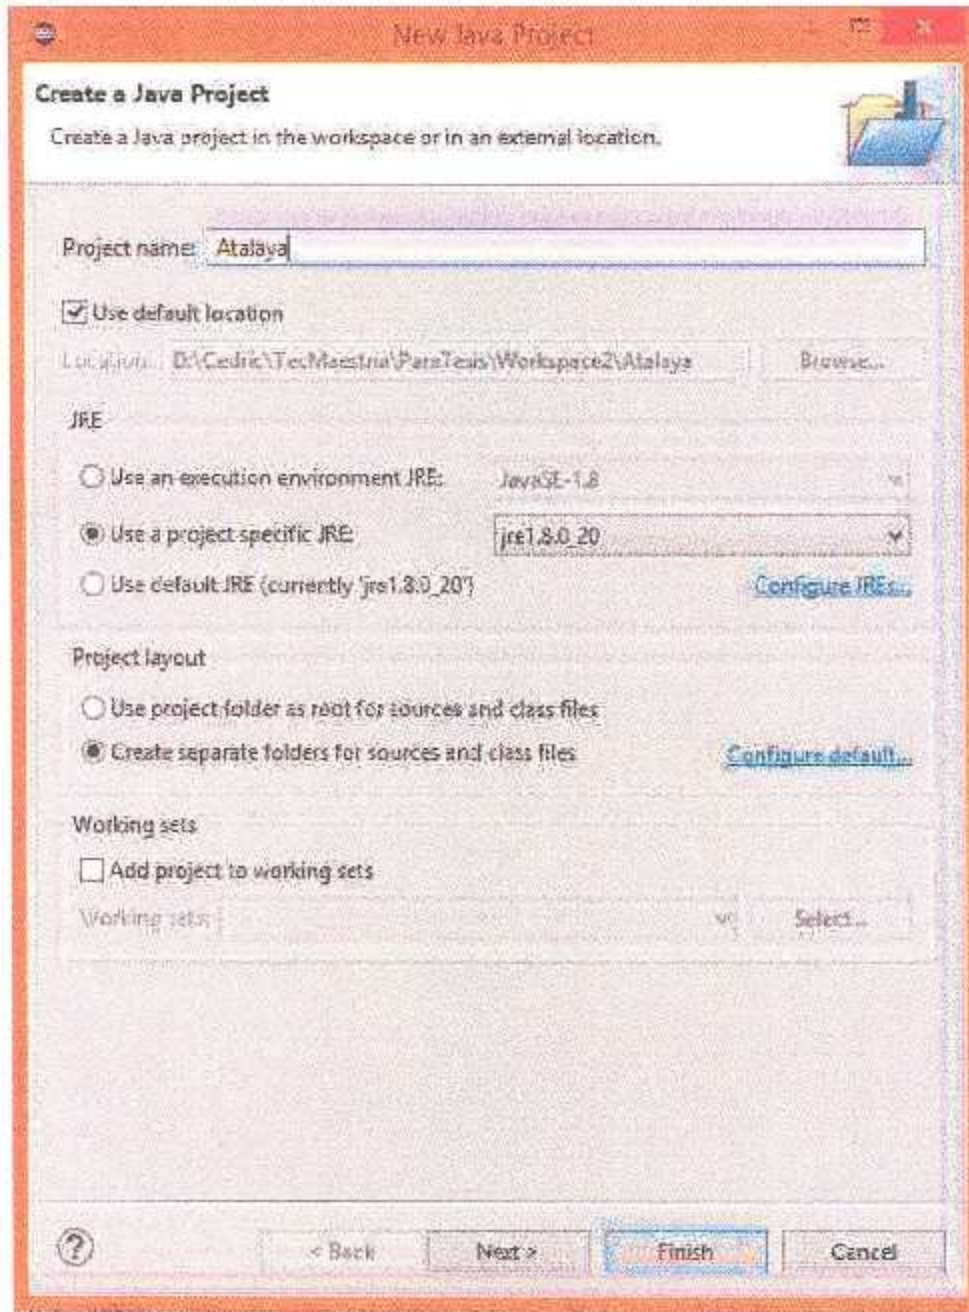 New Java Project
Create a Java Project
Create a Java project in the workspace or in an external location.
Project name: Atalaya
Use default location
Location: D:\Cedric\TecMaestria\ParaTesis\Workspace2\Atalaya Browse...
JRE
Use an execution environment JRE: JavaSE-1.8
Use a project specific JRE: jre1.8.0_20
Use default JRE (currently 'jre1.8.0_20') Configure JREs...
Project layout
Use project folder as root for sources and class files
Create separate folders for sources and class files Configure default...
Working sets
Add project to working sets
Working sets: Select...
? < Back Next > Finish Cancel